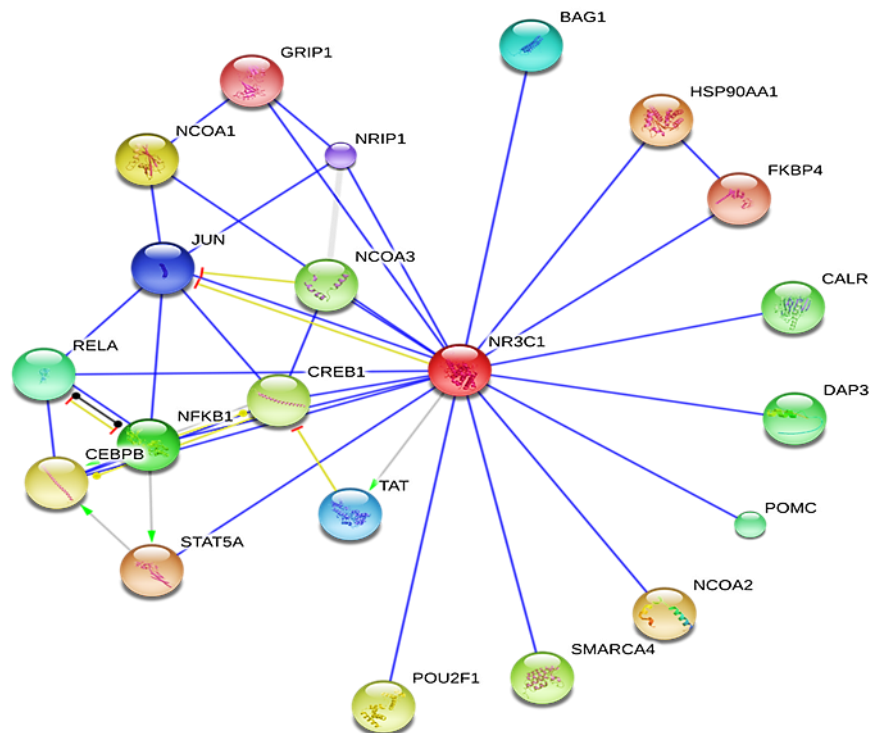 BAG1
GRIP1
HSP90AA1
NCOA1
NRIP1
FKBP4
JUN
NCOA3
CALR
NR3C1
RELA
CREB1
DAP3
NFKB1
CEBPB
TAT
POMC
STAT5A
NCOA2
SMARCA4
POU2F1